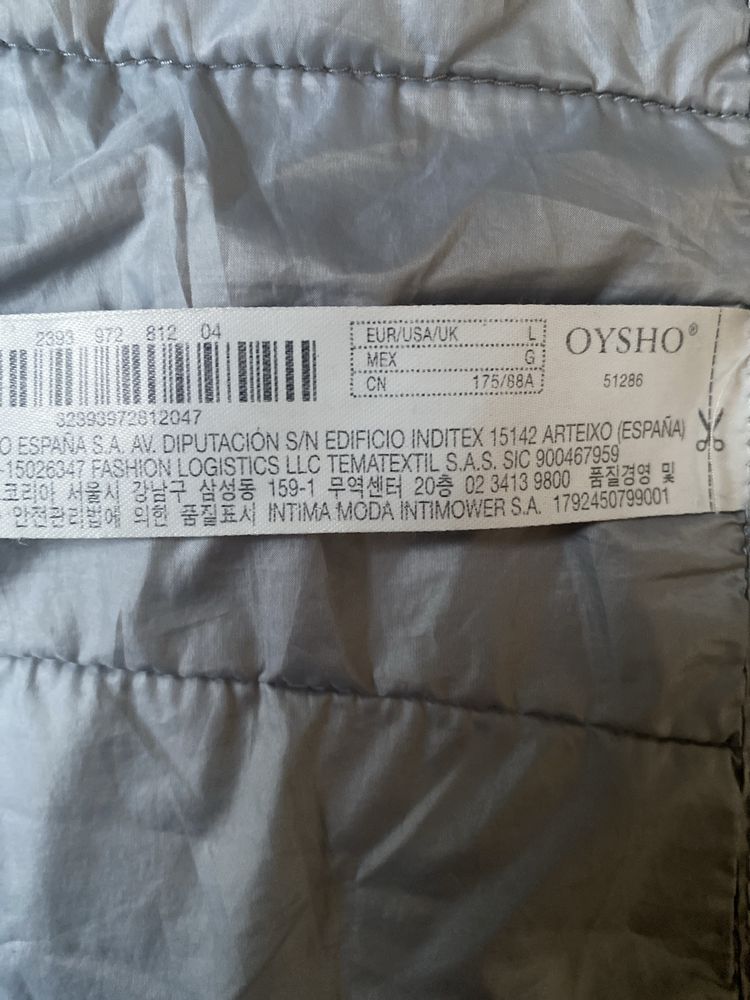 2393 972 812 04
32393972812047
EUR/USA/UK L
MEX G
CN 175/88A
OYSHO®
51286
O ESPAÑA S.A. AV. DIPUTACIÓN S/N EDIFICIO INDITEX 15142 ARTEIXO (ESPAÑA)
-15026347 FASHION LOGISTICS LLC TEMATEXTIL S.A.S. SIC 900467959
코리아 서울시 강남구 삼성동 159-1 무역센터 20층 02 3413 9800 품질경영 및
안전관리법에 의한 품질표시 INTIMA MODA INTIMOWER S.A. 1792450799001